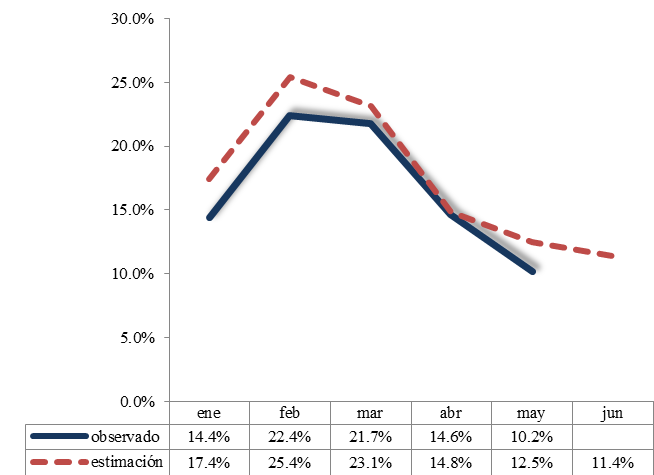 30.0%
25.0%
20.0%
15.0%
10.0%
5.0%
0.0%
ene feb mar abr may jun
observado 14.4% 22.4% 21.7% 14.6% 10.2%
estimación 17.4% 25.4% 23.1% 14.8% 12.5% 11.4%